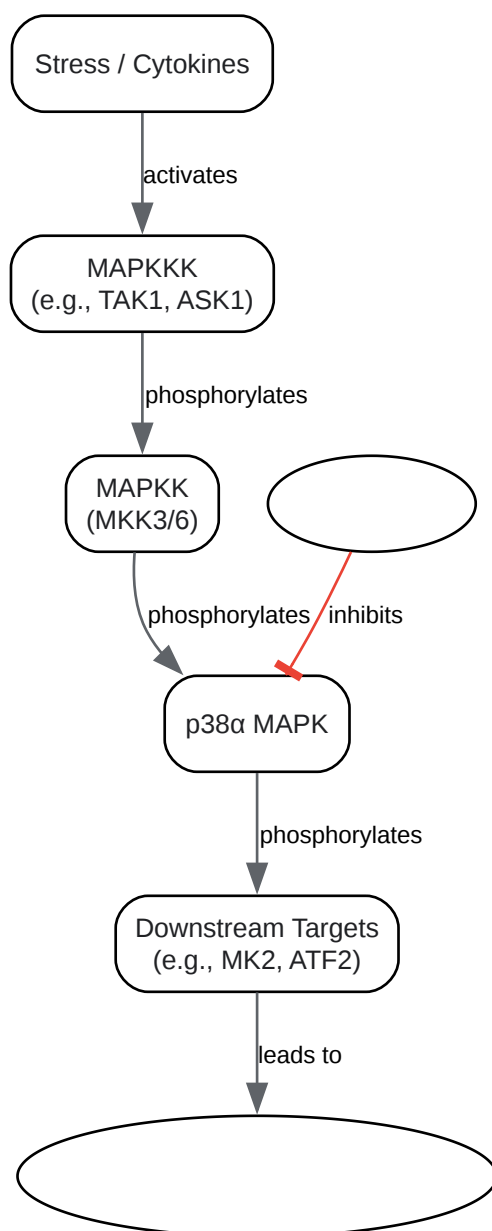 Stress / Cytokines
activates
MAPKKK
(e.g., TAK1, ASK1)
phosphorylates
MAPKK
(MKK3/6)
phosphorylates
inhibits
p38α MAPK
phosphorylates
Downstream Targets
(e.g., MK2, ATF2)
leads to